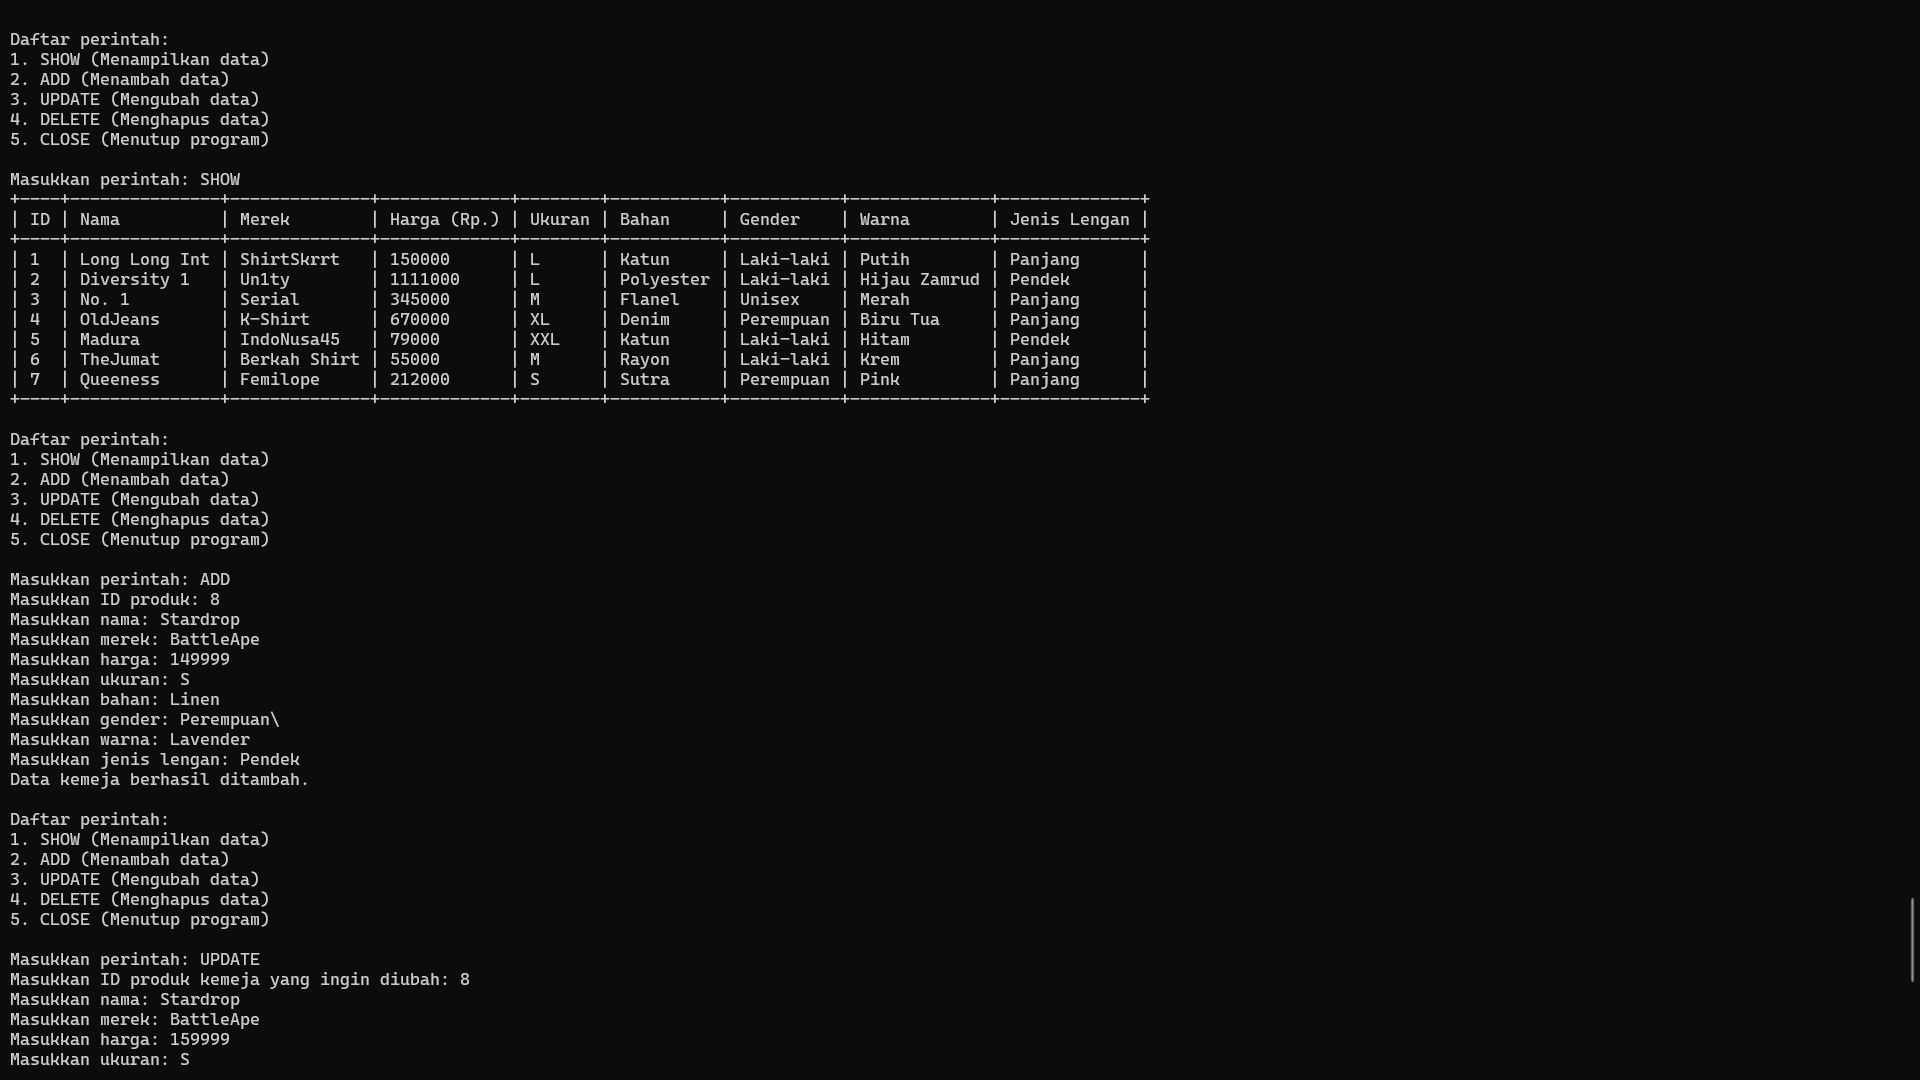 Daftar perintah:
1. SHOW (Menampilkan data)
2. ADD (Menambah data)
3. UPDATE (Mengubah data)
4. DELETE (Menghapus data)
5. CLOSE (Menutup program)

Masukkan perintah: SHOW
+----+---------------+--------------+-------------+--------+-----------+-----------+--------------+--------------+
| ID | Nama          | Merek        | Harga (Rp.) | Ukuran | Bahan     | Gender    | Warna        | Jenis Lengan |
+----+---------------+--------------+-------------+--------+-----------+-----------+--------------+--------------+
| 1  | Long Long Int | ShirtSkrrt   | 150000      | L      | Katun     | Laki-laki | Putih        | Panjang      |
| 2  | Diversity 1   | Un1ty        | 1111000     | L      | Polyester | Laki-laki | Hijau Zamrud | Pendek       |
| 3  | No. 1         | Serial       | 345000      | M      | Flanel    | Unisex    | Merah        | Panjang      |
| 4  | OldJeans      | K-Shirt      | 670000      | XL     | Denim     | Perempuan | Biru Tua     | Panjang      |
| 5  | Madura        | IndoNusa45   | 79000       | XXL    | Katun     | Laki-laki | Hitam        | Pendek       |
| 6  | TheJumat      | Berkah Shirt | 55000       | M      | Rayon     | Laki-laki | Krem         | Panjang      |
| 7  | Queeness      | Femilope     | 212000      | S      | Sutra     | Perempuan | Pink         | Panjang      |
+----+---------------+--------------+-------------+--------+-----------+-----------+--------------+--------------+

Daftar perintah:
1. SHOW (Menampilkan data)
2. ADD (Menambah data)
3. UPDATE (Mengubah data)
4. DELETE (Menghapus data)
5. CLOSE (Menutup program)

Masukkan perintah: ADD
Masukkan ID produk: 8
Masukkan nama: Stardrop
Masukkan merek: BattleApe
Masukkan harga: 149999
Masukkan ukuran: S
Masukkan bahan: Linen
Masukkan gender: Perempuan\
Masukkan warna: Lavender
Masukkan jenis lengan: Pendek
Data kemeja berhasil ditambah.

Daftar perintah:
1. SHOW (Menampilkan data)
2. ADD (Menambah data)
3. UPDATE (Mengubah data)
4. DELETE (Menghapus data)
5. CLOSE (Menutup program)

Masukkan perintah: UPDATE
Masukkan ID produk kemeja yang ingin diubah: 8
Masukkan nama: Stardrop
Masukkan merek: BattleApe
Masukkan harga: 159999
Masukkan ukuran: S